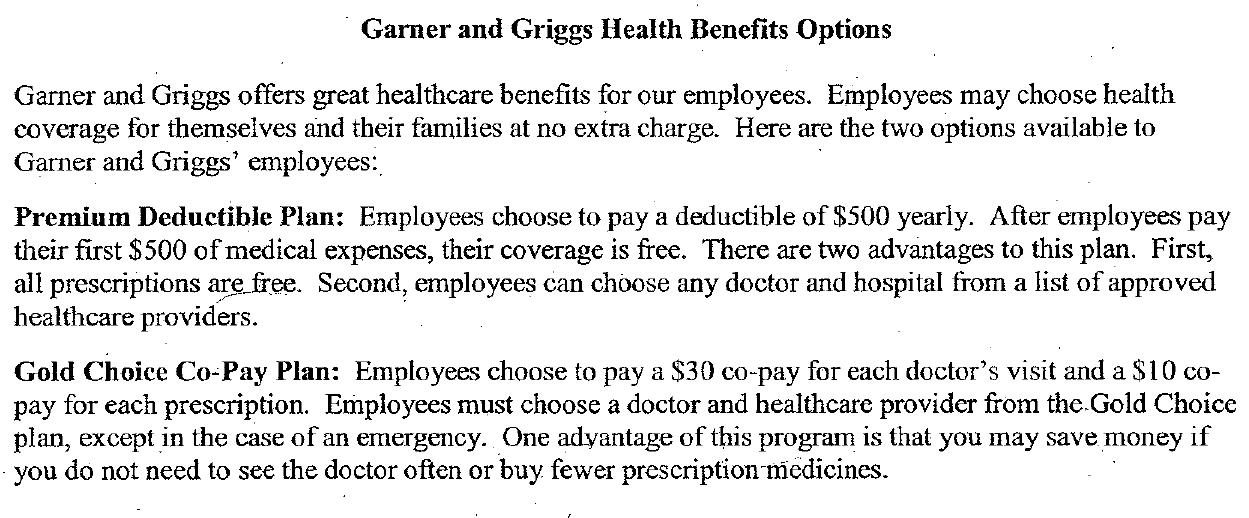 Garner and Griggs Health Benefits Options
Garner and Griggs offers great healthcare benefits for our employees. Employees may choose health
coverage for themselves and their families at no extra charge. Here are the two options available to
Garner and Griggs' employees:
Premium Deductible Plan: Employees choose to pay a deductible of $500 yearly. After employees pay
their first $500 of medical expenses, their coverage is free. There are two advantages to this plan. First,
all prescriptions are free. Second, employees can choose any doctor and hospital from a list of approved
healthcare providers.
Gold Choice Co-Pay Plan: Employees choose to pay a $30 co-pay for each doctor's visit and a $10 co-
pay for each prescription. Employees must choose a doctor and healthcare provider from the Gold Choice
plan, except in the case of an emergency. One advantage of this program is that you may save money if
you do not need to see the doctor often or buy fewer prescription medicines.